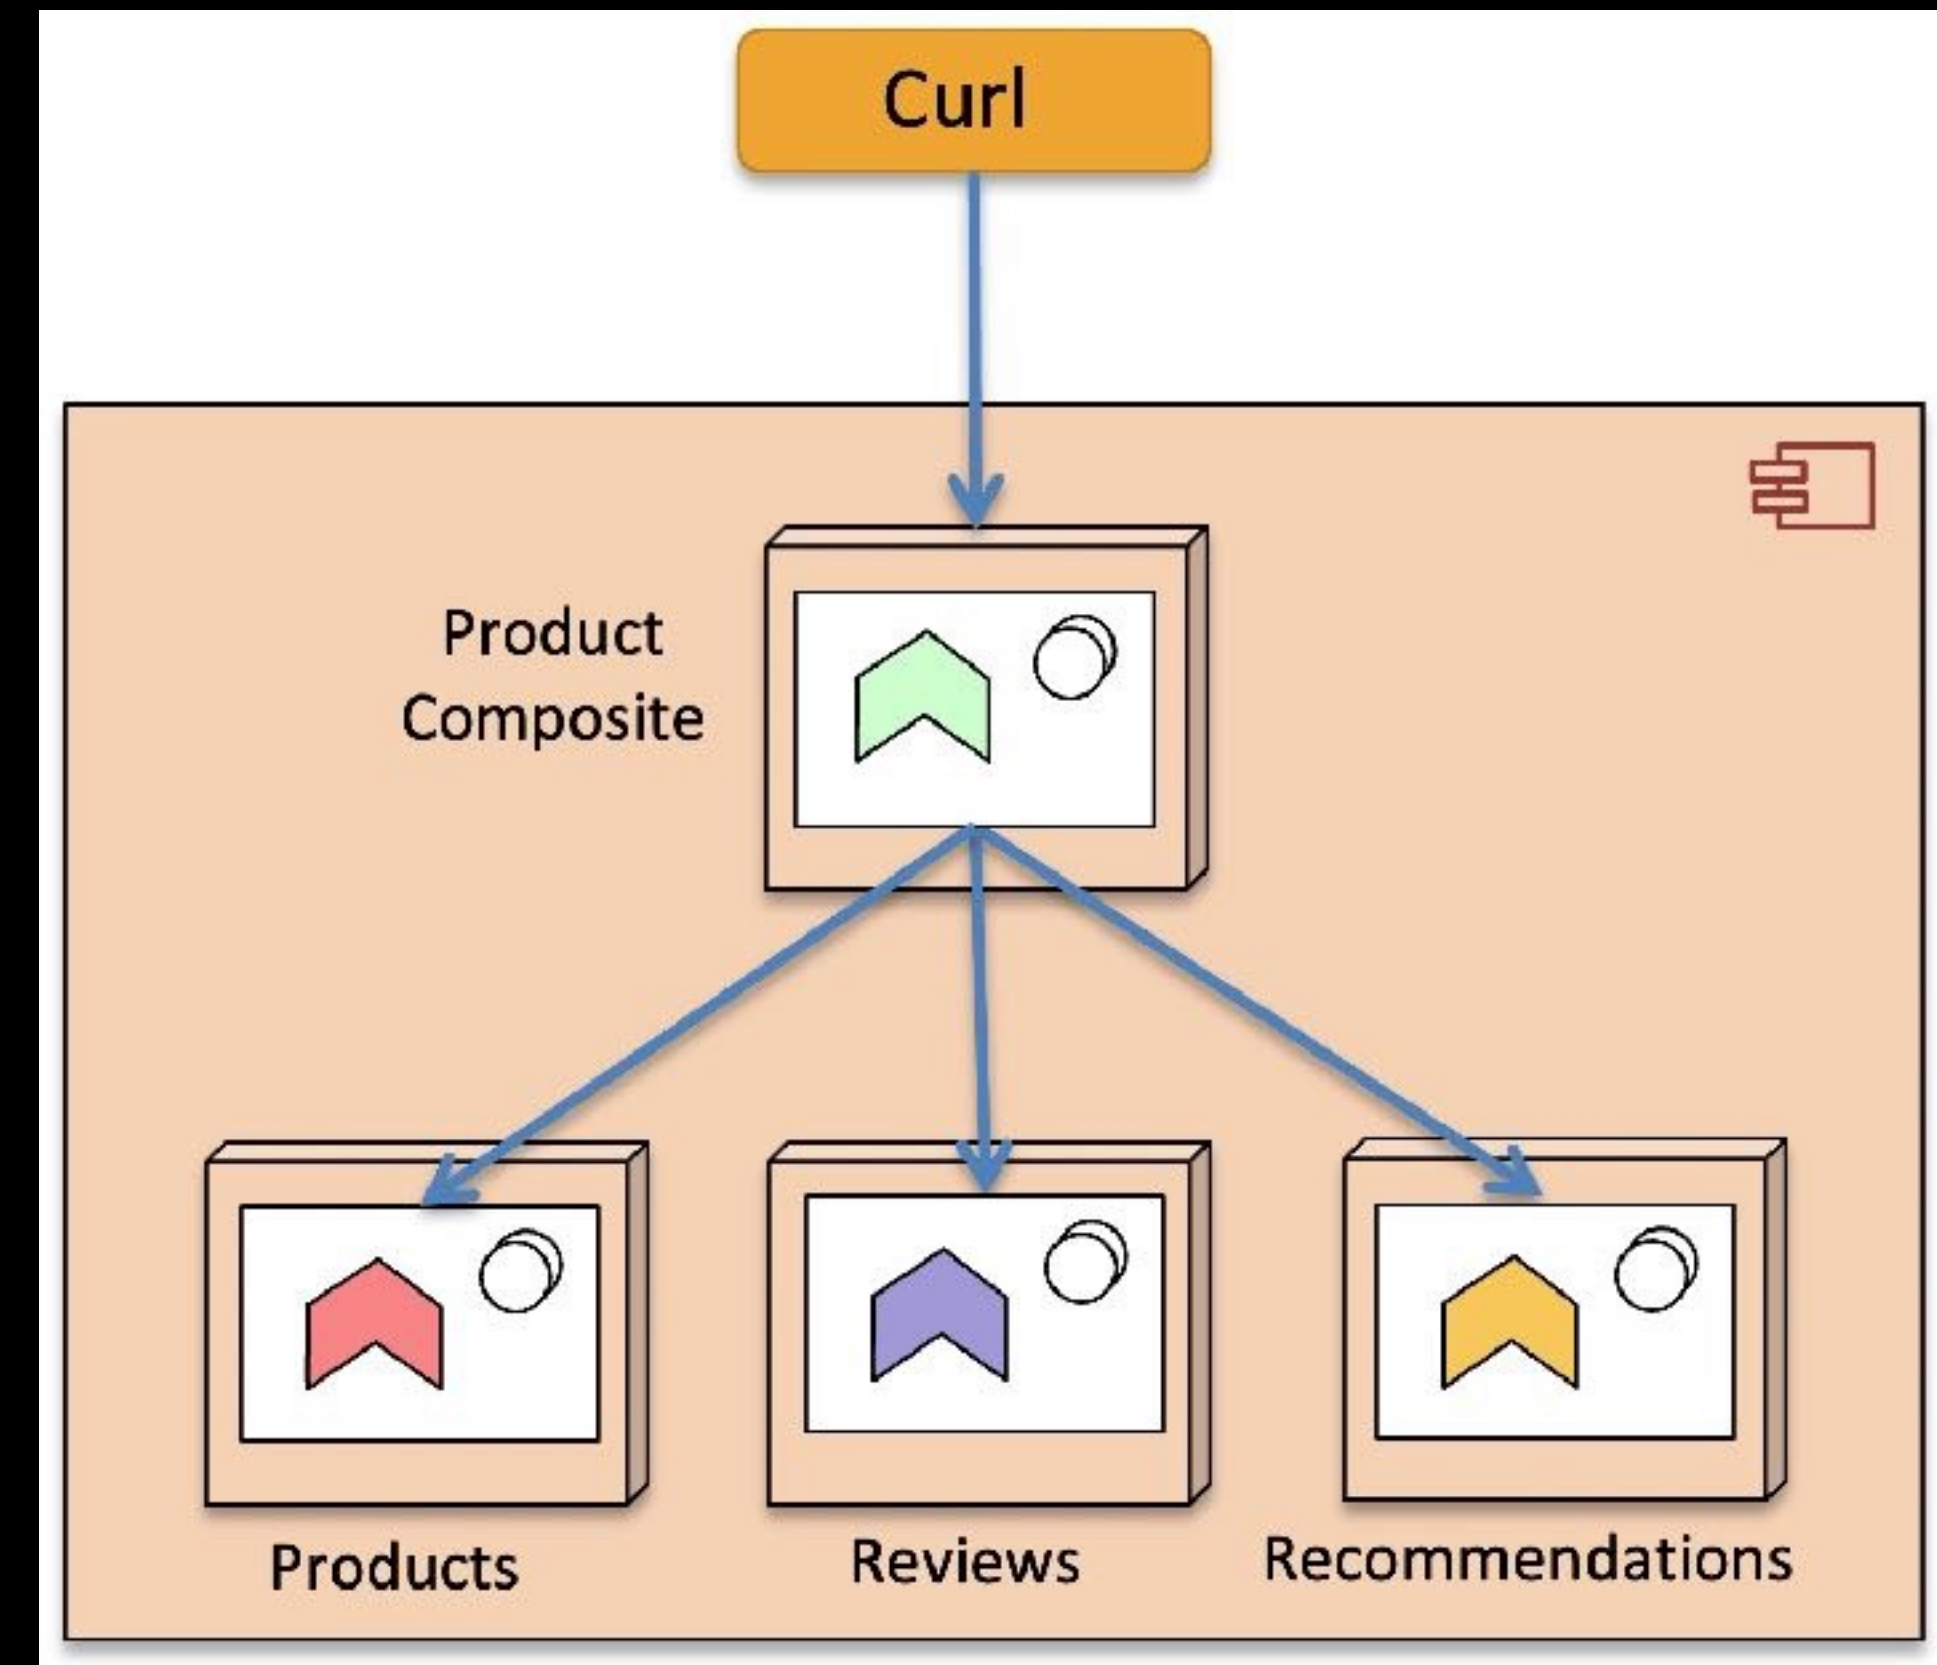 Curl
Product
Composite
Products
Reviews
Recommendations